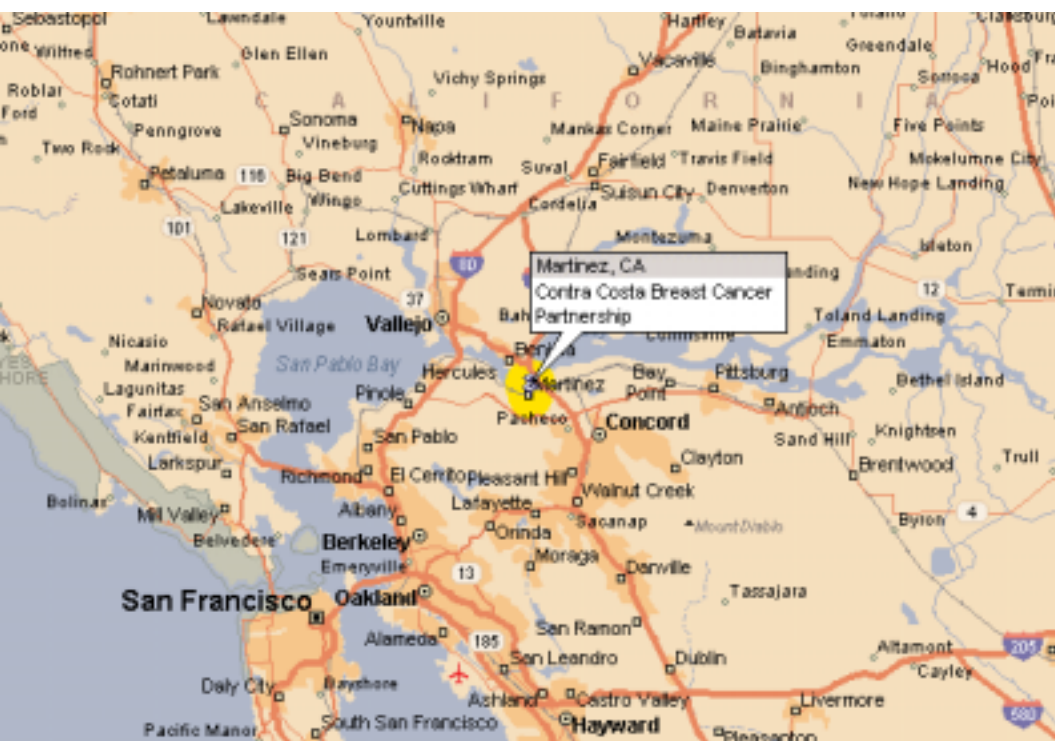 Sebastopol
Lawndale
Yountville
Hartley
Batavia
Greendale
Wilfred
Glen Ellen
Vacaville
Hood
Rohnert Park
Vichy Springs
Binghamton
Roblar
Cotati
CALIFORNIA
Ford
Penngrove
Sonoma
Napa
Mankas Corner
Maine Prairie
Five Points
Vineburg
Two Rock
Rocktram
Suval
Fairfield
Travis Field
Mokelumne City
Petaluma
116
Big Bend
Cuttings Wharf
Suisun City
Denverton
New Hope Landing
Wingo
Lakeville
Cordelia
101
121
Lombard
Montezuma
Isleton
Sears Point
80
Martinez, CA
Contra Costa Breast Cancer
Partnership
anding
12
Termi
Novato
37
Rafael Village
Vallejo
Bah
Toland Landing
Nicasio
Benicia
Emmaton
Marinwood
San Pablo Bay
Hercules
Martinez
Bay
Point
Pittsburg
Bethel Island
Lagunitas
Pinole
Fairfax
San Anselmo
Pacheco
Concord
Antioch
Kentfield
San Rafael
San Pablo
Sand Hill
Knightsen
Larkspur
Richmond
El Cerrito
Pleasant Hill
Clayton
Brentwood
Trull
Bolinas
Mill Valley
Albany
Lafayette
Walnut Creek
Byron
4
Belvedere
Berkeley
Orinda
Sacanap
Mount Diablo
Emeryville
13
Moraga
Danville
San Francisco
Oakland
Tassajara
Alameda
185
San Ramon
Altamont
205
San Leandro
Dublin
Cayley
Daly City
Bayshore
Ashland
Castro Valley
Livermore
580
Pacific Manor
South San Francisco
Hayward
Pleasanton